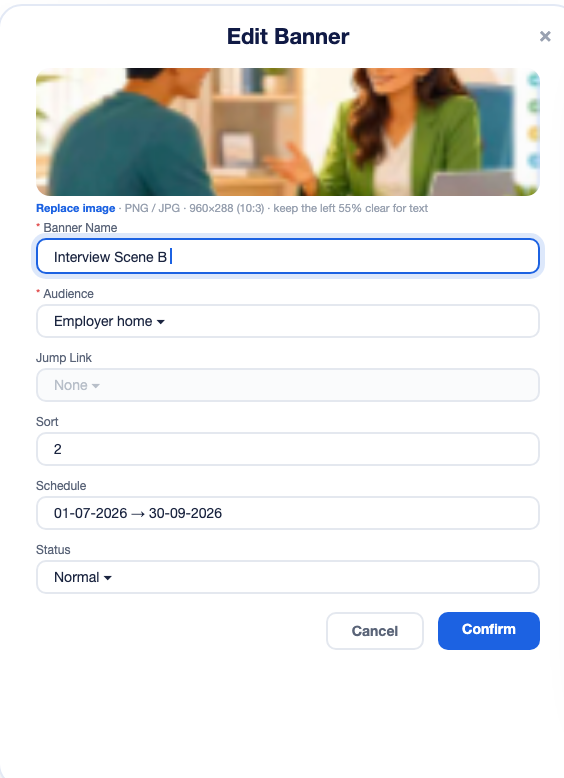 Edit Banner ×
Replace image · PNG / JPG · 960×288 (10:3) · keep the left 55% clear for text
* Banner Name
Interview Scene B
* Audience
Employer home
Jump Link
None
Sort
2
Schedule
01-07-2026 → 30-09-2026
Status
Normal
Cancel
Confirm